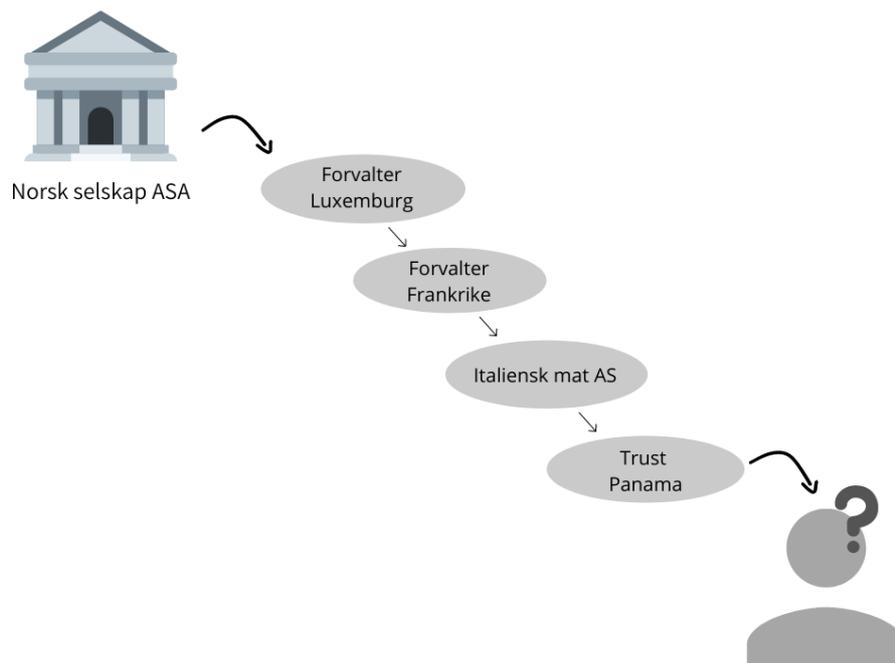 Norsk selskap ASA
Forvalter
Luxemburg
Forvalter
Frankrike
Italiensk mat AS
Trust
Panama
?